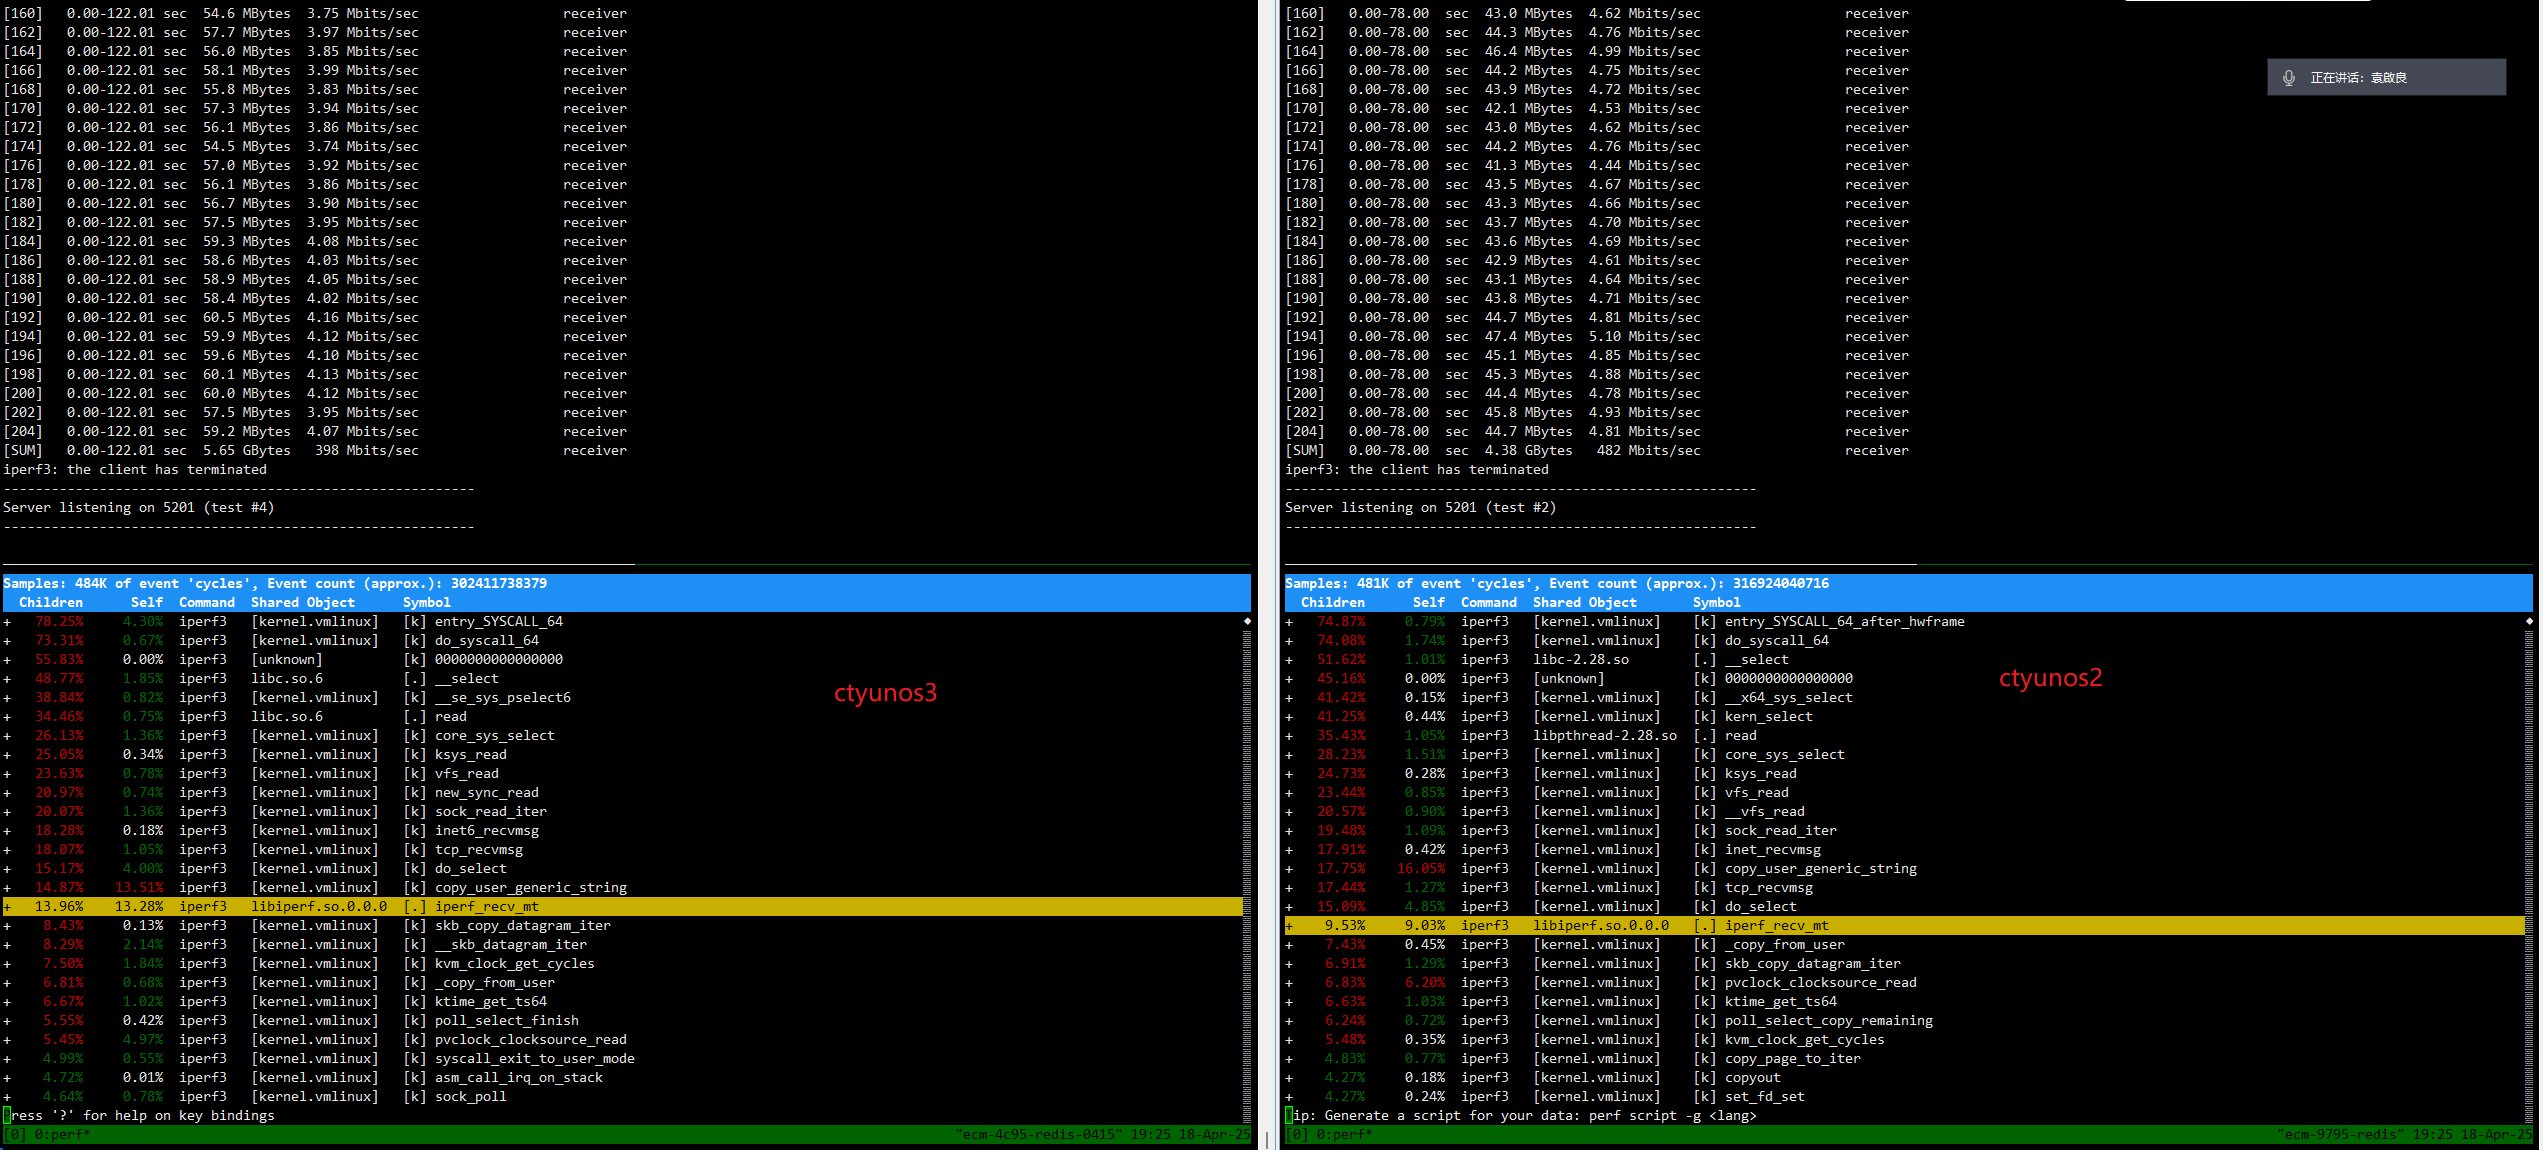 [160]   0.00-122.01 sec  54.6 MBytes  3.75 Mbits/sec                  receiver
[162]   0.00-122.01 sec  57.7 MBytes  3.97 Mbits/sec                  receiver
[164]   0.00-122.01 sec  56.0 MBytes  3.85 Mbits/sec                  receiver
[166]   0.00-122.01 sec  58.1 MBytes  3.99 Mbits/sec                  receiver
[168]   0.00-122.01 sec  55.8 MBytes  3.83 Mbits/sec                  receiver
[170]   0.00-122.01 sec  57.3 MBytes  3.94 Mbits/sec                  receiver
[172]   0.00-122.01 sec  56.1 MBytes  3.86 Mbits/sec                  receiver
[174]   0.00-122.01 sec  54.5 MBytes  3.74 Mbits/sec                  receiver
[176]   0.00-122.01 sec  57.0 MBytes  3.92 Mbits/sec                  receiver
[178]   0.00-122.01 sec  56.1 MBytes  3.86 Mbits/sec                  receiver
[180]   0.00-122.01 sec  56.7 MBytes  3.90 Mbits/sec                  receiver
[182]   0.00-122.01 sec  57.5 MBytes  3.95 Mbits/sec                  receiver
[184]   0.00-122.01 sec  59.3 MBytes  4.08 Mbits/sec                  receiver
[186]   0.00-122.01 sec  58.6 MBytes  4.03 Mbits/sec                  receiver
[188]   0.00-122.01 sec  58.9 MBytes  4.05 Mbits/sec                  receiver
[190]   0.00-122.01 sec  58.4 MBytes  4.02 Mbits/sec                  receiver
[192]   0.00-122.01 sec  60.5 MBytes  4.16 Mbits/sec                  receiver
[194]   0.00-122.01 sec  59.9 MBytes  4.12 Mbits/sec                  receiver
[196]   0.00-122.01 sec  59.6 MBytes  4.10 Mbits/sec                  receiver
[198]   0.00-122.01 sec  60.1 MBytes  4.13 Mbits/sec                  receiver
[200]   0.00-122.01 sec  60.0 MBytes  4.12 Mbits/sec                  receiver
[202]   0.00-122.01 sec  57.5 MBytes  3.95 Mbits/sec                  receiver
[204]   0.00-122.01 sec  59.2 MBytes  4.07 Mbits/sec                  receiver
[SUM]   0.00-122.01 sec  5.65 GBytes   398 Mbits/sec                  receiver
iperf3: the client has terminated
-----------------------------------------------------------
Server listening on 5201 (test #4)
-----------------------------------------------------------
Samples: 484K of event 'cycles', Event count (approx.): 302411738379
Children      Self  Command  Shared Object      Symbol
+   78.25%     4.30%  iperf3   [kernel.vmlinux]   [k] entry_SYSCALL_64
+   73.31%     0.67%  iperf3   [kernel.vmlinux]   [k] do_syscall_64
+   55.83%     0.00%  iperf3   [unknown]          [k] 0000000000000000
+   48.77%     1.85%  iperf3   libc.so.6          [.] __select
+   38.84%     0.82%  iperf3   [kernel.vmlinux]   [k] __se_sys_pselect6
ctyunos3
+   34.46%     0.75%  iperf3   libc.so.6          [.] read
+   26.13%     1.36%  iperf3   [kernel.vmlinux]   [k] core_sys_select
+   25.05%     0.34%  iperf3   [kernel.vmlinux]   [k] ksys_read
+   23.63%     0.78%  iperf3   [kernel.vmlinux]   [k] vfs_read
+   20.97%     0.74%  iperf3   [kernel.vmlinux]   [k] new_sync_read
+   20.07%     1.36%  iperf3   [kernel.vmlinux]   [k] sock_read_iter
+   18.28%     0.18%  iperf3   [kernel.vmlinux]   [k] inet6_recvmsg
+   18.07%     1.05%  iperf3   [kernel.vmlinux]   [k] tcp_recvmsg
+   15.17%     4.00%  iperf3   [kernel.vmlinux]   [k] do_select
+   14.87%    13.51%  iperf3   [kernel.vmlinux]   [k] copy_user_generic_string
+   13.96%    13.28%  iperf3   libiperf.so.0.0.0  [.] iperf_recv_mt
+    8.43%     0.13%  iperf3   [kernel.vmlinux]   [k] skb_copy_datagram_iter
+    8.29%     2.14%  iperf3   [kernel.vmlinux]   [k] __skb_datagram_iter
+    7.50%     1.84%  iperf3   [kernel.vmlinux]   [k] kvm_clock_get_cycles
+    6.81%     0.68%  iperf3   [kernel.vmlinux]   [k] _copy_from_user
+    6.67%     1.02%  iperf3   [kernel.vmlinux]   [k] ktime_get_ts64
+    5.55%     0.42%  iperf3   [kernel.vmlinux]   [k] poll_select_finish
+    5.45%     4.97%  iperf3   [kernel.vmlinux]   [k] pvclock_clocksource_read
+    4.99%     0.55%  iperf3   [kernel.vmlinux]   [k] syscall_exit_to_user_mode
+    4.72%     0.01%  iperf3   [kernel.vmlinux]   [k] asm_call_irq_on_stack
+    4.64%     0.78%  iperf3   [kernel.vmlinux]   [k] sock_poll
Press '?' for help on key bindings
[0] 0:perf*                    "ecm-4c95-redis-0415" 19:25 18-Apr-25
[160]   0.00-78.00  sec  43.0 MBytes  4.62 Mbits/sec                  receiver
[162]   0.00-78.00  sec  44.3 MBytes  4.76 Mbits/sec                  receiver
[164]   0.00-78.00  sec  46.4 MBytes  4.99 Mbits/sec                  receiver
[166]   0.00-78.00  sec  44.2 MBytes  4.75 Mbits/sec                  receiver
正在讲话: 袁啟良
[168]   0.00-78.00  sec  43.9 MBytes  4.72 Mbits/sec                  receiver
[170]   0.00-78.00  sec  42.1 MBytes  4.53 Mbits/sec                  receiver
[172]   0.00-78.00  sec  43.0 MBytes  4.62 Mbits/sec                  receiver
[174]   0.00-78.00  sec  44.2 MBytes  4.76 Mbits/sec                  receiver
[176]   0.00-78.00  sec  41.3 MBytes  4.44 Mbits/sec                  receiver
[178]   0.00-78.00  sec  43.5 MBytes  4.67 Mbits/sec                  receiver
[180]   0.00-78.00  sec  43.3 MBytes  4.66 Mbits/sec                  receiver
[182]   0.00-78.00  sec  43.7 MBytes  4.70 Mbits/sec                  receiver
[184]   0.00-78.00  sec  43.6 MBytes  4.69 Mbits/sec                  receiver
[186]   0.00-78.00  sec  42.9 MBytes  4.61 Mbits/sec                  receiver
[188]   0.00-78.00  sec  43.1 MBytes  4.64 Mbits/sec                  receiver
[190]   0.00-78.00  sec  43.8 MBytes  4.71 Mbits/sec                  receiver
[192]   0.00-78.00  sec  44.7 MBytes  4.81 Mbits/sec                  receiver
[194]   0.00-78.00  sec  47.4 MBytes  5.10 Mbits/sec                  receiver
[196]   0.00-78.00  sec  45.1 MBytes  4.85 Mbits/sec                  receiver
[198]   0.00-78.00  sec  45.3 MBytes  4.88 Mbits/sec                  receiver
[200]   0.00-78.00  sec  44.4 MBytes  4.78 Mbits/sec                  receiver
[202]   0.00-78.00  sec  45.8 MBytes  4.93 Mbits/sec                  receiver
[204]   0.00-78.00  sec  44.7 MBytes  4.81 Mbits/sec                  receiver
[SUM]   0.00-78.00  sec  4.38 GBytes   482 Mbits/sec                  receiver
iperf3: the client has terminated
-----------------------------------------------------------
Server listening on 5201 (test #2)
-----------------------------------------------------------
Samples: 481K of event 'cycles', Event count (approx.): 316924040716
Children      Self  Command  Shared Object      Symbol
+   74.87%     0.79%  iperf3   [kernel.vmlinux]   [k] entry_SYSCALL_64_after_hwframe
+   74.08%     1.74%  iperf3   [kernel.vmlinux]   [k] do_syscall_64
+   51.62%     1.01%  iperf3   libc-2.28.so       [.] __select
+   45.16%     0.00%  iperf3   [unknown]          [k] 0000000000000000
ctyunos2
+   41.42%     0.15%  iperf3   [kernel.vmlinux]   [k] __x64_sys_select
+   41.25%     0.44%  iperf3   [kernel.vmlinux]   [k] kern_select
+   35.43%     1.05%  iperf3   libpthread-2.28.so  [.] read
+   28.23%     1.51%  iperf3   [kernel.vmlinux]   [k] core_sys_select
+   24.73%     0.28%  iperf3   [kernel.vmlinux]   [k] ksys_read
+   23.44%     0.85%  iperf3   [kernel.vmlinux]   [k] vfs_read
+   20.57%     0.90%  iperf3   [kernel.vmlinux]   [k] __vfs_read
+   19.48%     1.09%  iperf3   [kernel.vmlinux]   [k] sock_read_iter
+   17.91%     0.42%  iperf3   [kernel.vmlinux]   [k] inet_recvmsg
+   17.75%    16.05%  iperf3   [kernel.vmlinux]   [k] copy_user_generic_string
+   17.44%     1.27%  iperf3   [kernel.vmlinux]   [k] tcp_recvmsg
+   15.09%     4.85%  iperf3   [kernel.vmlinux]   [k] do_select
+    9.53%     9.03%  iperf3   libiperf.so.0.0.0  [.] iperf_recv_mt
+    7.43%     0.45%  iperf3   [kernel.vmlinux]   [k] _copy_from_user
+    6.91%     1.29%  iperf3   [kernel.vmlinux]   [k] skb_copy_datagram_iter
+    6.83%     6.20%  iperf3   [kernel.vmlinux]   [k] pvclock_clocksource_read
+    6.63%     1.03%  iperf3   [kernel.vmlinux]   [k] ktime_get_ts64
+    6.24%     0.72%  iperf3   [kernel.vmlinux]   [k] poll_select_copy_remaining
+    5.48%     0.35%  iperf3   [kernel.vmlinux]   [k] kvm_clock_get_cycles
+    4.83%     0.77%  iperf3   [kernel.vmlinux]   [k] copy_page_to_iter
+    4.27%     0.18%  iperf3   [kernel.vmlinux]   [k] copyout
+    4.27%     0.24%  iperf3   [kernel.vmlinux]   [k] set_fd_set
Tip: Generate a script for your data: perf script -g <lang>
[0] 0:perf*                    "ecm-9795-redis" 19:25 18-Apr-25